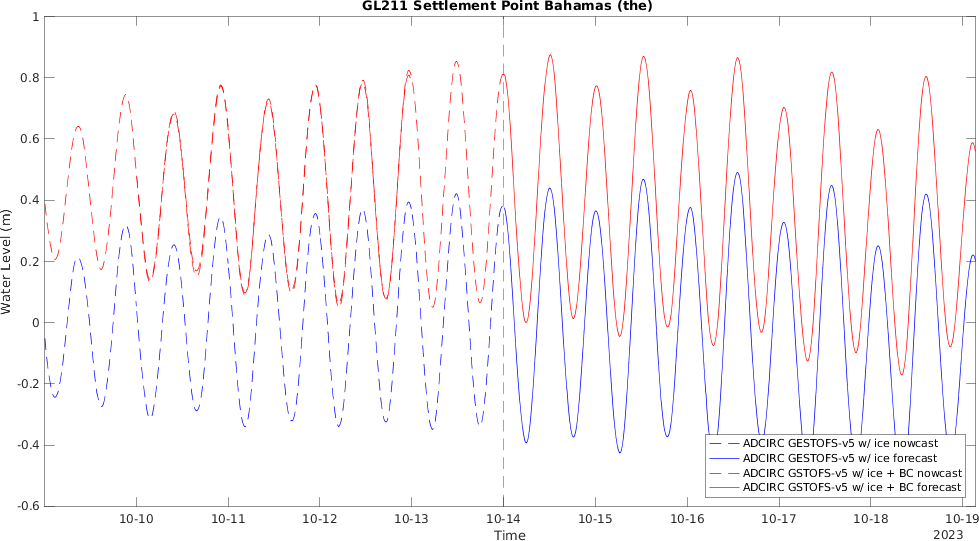 GL211 Settlement Point Bahamas (the)
1
0.8
0.6
0.4
0.2
0
-0.2
-0.4
-0.6
Water Level (m)
ADCIRC GESTOFS-v5 w/ ice nowcast
ADCIRC GESTOFS-v5 w/ ice forecast
ADCIRC GSTOFS-v5 w/ ice + BC nowcast
ADCIRC GSTOFS-v5 w/ ice + BC forecast
10-10 10-11 10-12 10-13 10-14 10-15 10-16 10-17 10-18 10-19
Time
2023